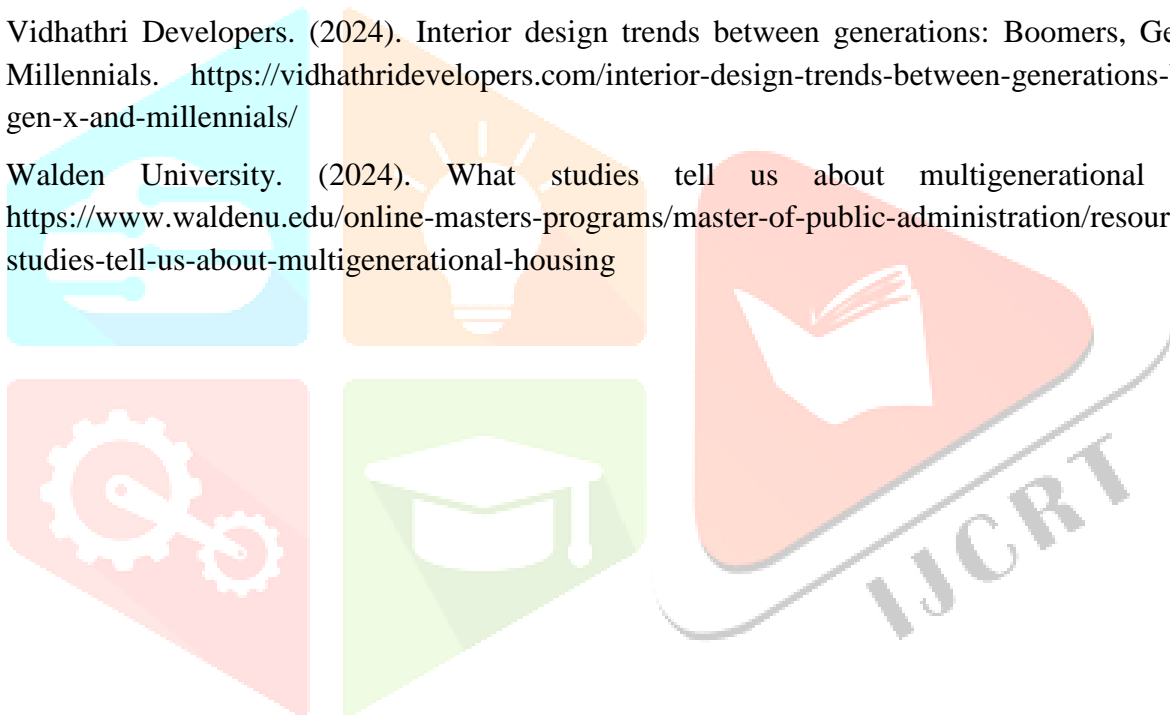 Vidhathri Developers. (2024). Interior design trends between generations: Boomers, Ge
Millennials. https://vidhathridevelopers.com/interior-design-trends-between-generations-
gen-x-and-millennials/
Walden University. (2024). What studies tell us about multigenerational
https://www.waldenu.edu/online-masters-programs/master-of-public-administration/resour
studies-tell-us-about-multigenerational-housing
IJCRT